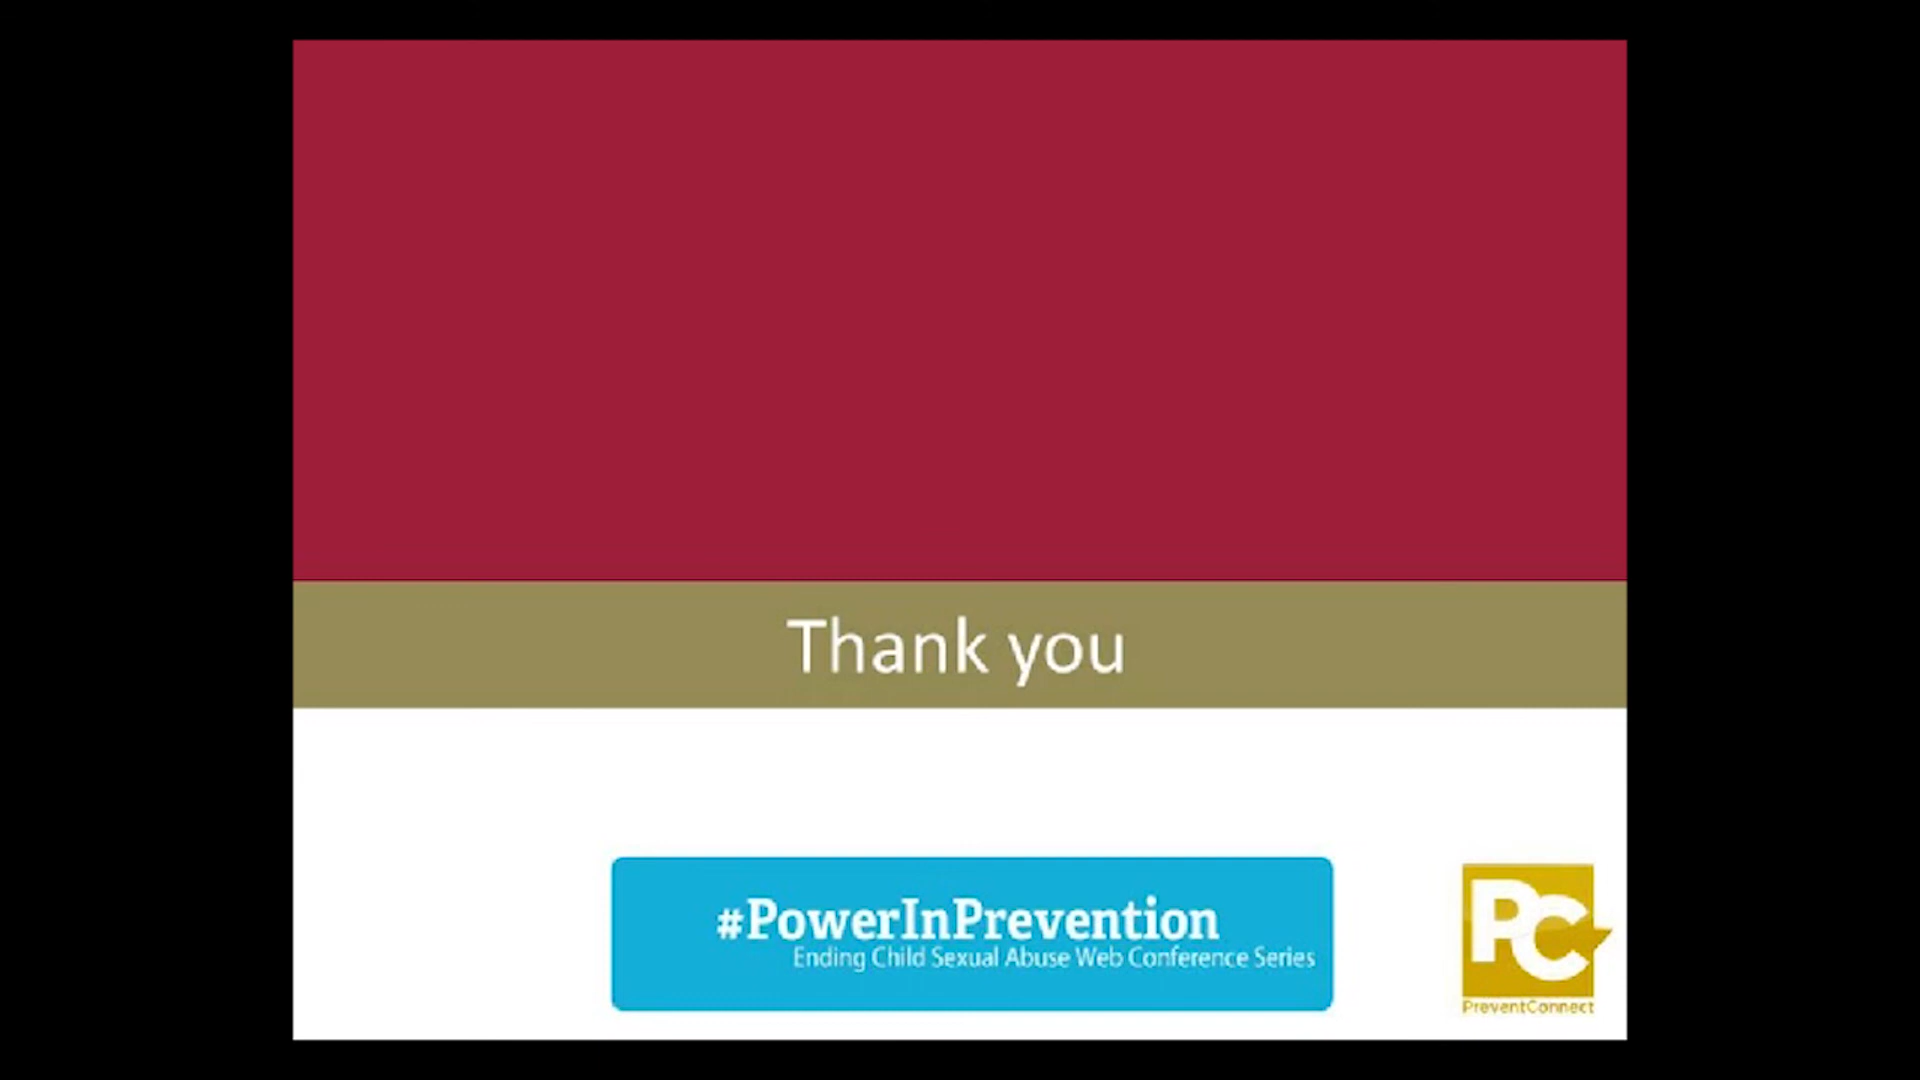 Thank you
#PowerInPrevention
Ending Child Sexual Abuse Web Conference Series
PC
PreventConnect